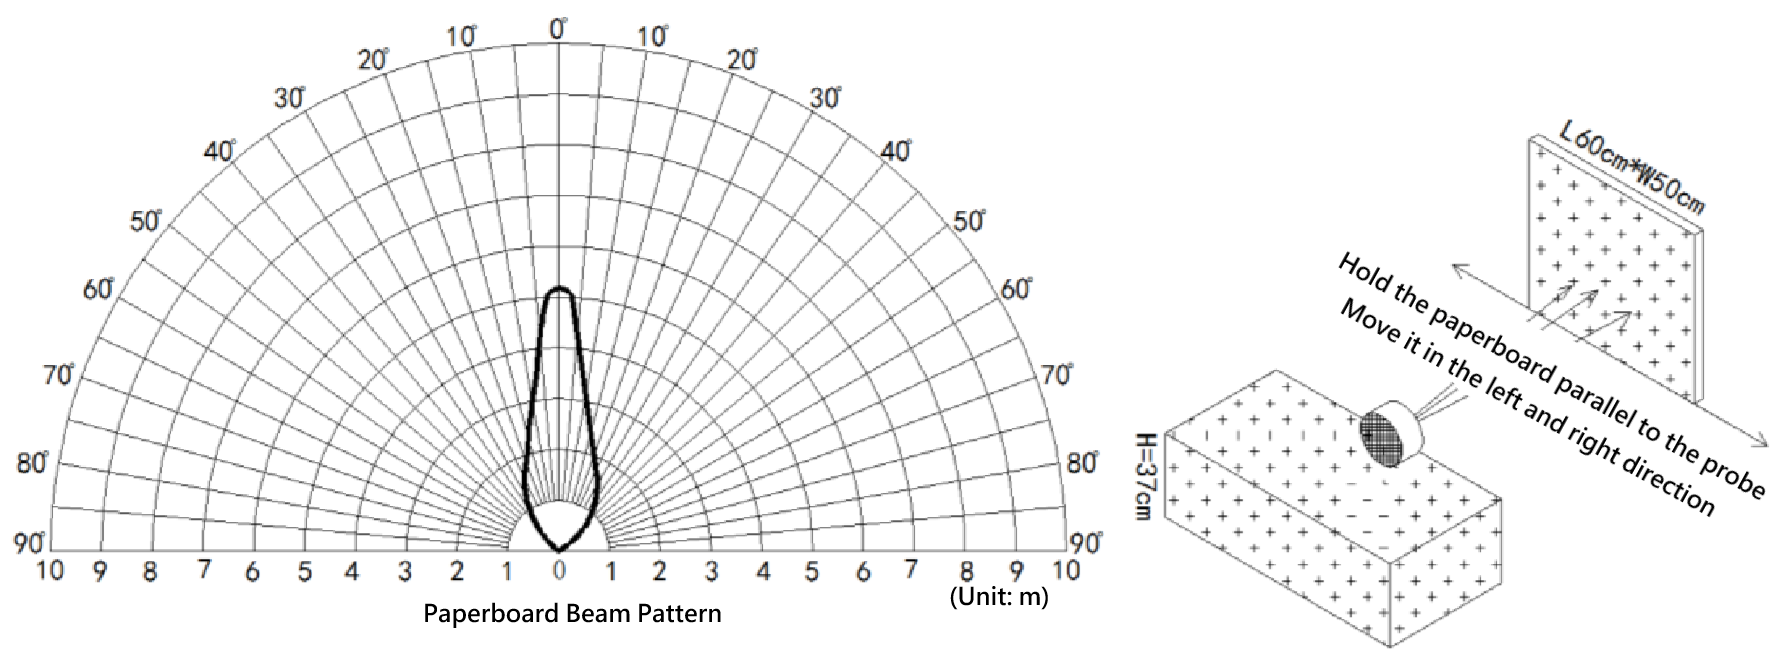 0°
10° 10°
20° 20°
30° 30°
40° 40°
50° 50°
60° 60°
70° 70°
80° 80°
90° 90°
10 9 8 7 6 5 4 3 2 1 0 1 2 3 4 5 6 7 8 9 10
(Unit: m)
Paperboard Beam Pattern
L60cm*W50cm
Hold the paperboard parallel to the probe
Move it in the left and right direction
H=37cm